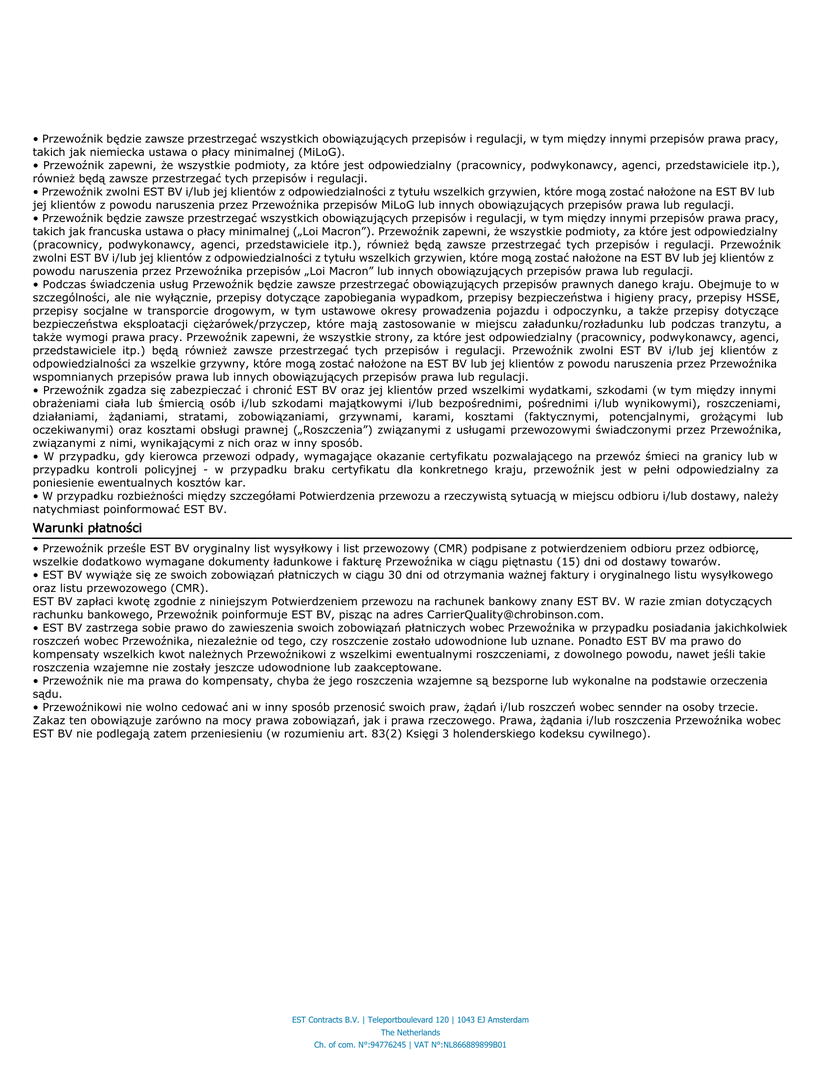 • Przewoźnik będzie zawsze przestrzegać wszystkich obowiązujących przepisów i regulacji, w tym między innymi przepisów prawa pracy,
takich jak niemiecka ustawa o płacy minimalnej (MiLoG).
• Przewoźnik zapewni, że wszystkie podmioty, za które jest odpowiedzialny (pracownicy, podwykonawcy, agenci, przedstawiciele itp.),
również będą zawsze przestrzegać tych przepisów i regulacji.
• Przewoźnik zwolni EST BV i/lub jej klientów z odpowiedzialności z tytułu wszelkich grzywien, które mogą zostać nałożone na EST BV lub
jej klientów z powodu naruszenia przez Przewoźnika przepisów MiLoG lub innych obowiązujących przepisów prawa lub regulacji.
• Przewoźnik będzie zawsze przestrzegać wszystkich obowiązujących przepisów i regulacji, w tym między innymi przepisów prawa pracy,
takich jak francuska ustawa o płacy minimalnej („Loi Macron”). Przewoźnik zapewni, że wszystkie podmioty, za które jest odpowiedzialny
(pracownicy, podwykonawcy, agenci, przedstawiciele itp.), również będą zawsze przestrzegać tych przepisów i regulacji. Przewoźnik
zwolni EST BV i/lub jej klientów z odpowiedzialności z tytułu wszelkich grzywien, które mogą zostać nałożone na EST BV lub jej klientów z
powodu naruszenia przez Przewoźnika przepisów „Loi Macron” lub innych obowiązujących przepisów prawa lub regulacji.
• Podczas świadczenia usług Przewoźnik będzie zawsze przestrzegać obowiązujących przepisów prawnych danego kraju. Obejmuje to w
szczególności, ale nie wyłącznie, przepisy dotyczące zapobiegania wypadkom, przepisy bezpieczeństwa i higieny pracy, przepisy HSSE,
przepisy socjalne w transporcie drogowym, w tym ustawowe okresy prowadzenia pojazdu i odpoczynku, a także przepisy dotyczące
bezpieczeństwa eksploatacji ciężarówek/przyczep, które mają zastosowanie w miejscu załadunku/rozładunku lub podczas tranzytu, a
także wymogi prawa pracy. Przewoźnik zapewni, że wszystkie strony, za które jest odpowiedzialny (pracownicy, podwykonawcy, agenci,
przedstawiciele itp.) będą również zawsze przestrzegać tych przepisów i regulacji. Przewoźnik zwolni EST BV i/lub jej klientów z
odpowiedzialności za wszelkie grzywny, które mogą zostać nałożone na EST BV lub jej klientów z powodu naruszenia przez Przewoźnika
wspomnianych przepisów prawa lub innych obowiązujących przepisów prawa lub regulacji.
• Przewoźnik zgadza się zabezpieczać i chronić EST BV oraz jej klientów przed wszelkimi wydatkami, szkodami (w tym między innymi
obrażeniami ciała lub śmiercią osób i/lub szkodami majątkowymi i/lub bezpośrednimi, pośrednimi i/lub wynikowymi), roszczeniami,
działaniami, żądaniami, stratami, zobowiązaniami, grzywnami, karami, kosztami (faktycznymi, potencjalnymi, grożącymi lub
oczekiwanymi) oraz kosztami obsługi prawnej („Roszczenia”) związanymi z usługami przewozowymi świadczonymi przez Przewoźnika,
związanymi z nimi, wynikającymi z nich oraz w inny sposób.
• W przypadku, gdy kierowca przewozi odpady, wymagające okazanie certyfikatu pozwalającego na przewóz śmieci na granicy lub w
przypadku kontroli policyjnej - w przypadku braku certyfikatu dla konkretnego kraju, przewoźnik jest w pełni odpowiedzialny za
poniesienie ewentualnych kosztów kar.
• W przypadku rozbieżności między szczegółami Potwierdzenia przewozu a rzeczywistą sytuacją w miejscu odbioru i/lub dostawy, należy
natychmiast poinformować EST BV.
Warunki płatności
• Przewoźnik prześle EST BV oryginalny list wysyłkowy i list przewozowy (CMR) podpisane z potwierdzeniem odbioru przez odbiorcę,
wszelkie dodatkowo wymagane dokumenty ładunkowe i fakturę Przewoźnika w ciągu piętnastu (15) dni od dostawy towarów.
• EST BV wywiąże się ze swoich zobowiązań płatniczych w ciągu 30 dni od otrzymania ważnej faktury i oryginalnego listu wysyłkowego
oraz listu przewozowego (CMR).
EST BV zapłaci kwotę zgodnie z niniejszym Potwierdzeniem przewozu na rachunek bankowy znany EST BV. W razie zmian dotyczących
rachunku bankowego, Przewoźnik poinformuje EST BV, pisząc na adres CarrierQuality@chrobinson.com.
• EST BV zastrzega sobie prawo do zawieszenia swoich zobowiązań płatniczych wobec Przewoźnika w przypadku posiadania jakichkolwiek
roszczeń wobec Przewoźnika, niezależnie od tego, czy roszczenie zostało udowodnione lub uznane. Ponadto EST BV ma prawo do
kompensaty wszelkich kwot należnych Przewoźnikowi z wszelkimi ewentualnymi roszczeniami, z dowolnego powodu, nawet jeśli takie
roszczenia wzajemne nie zostały jeszcze udowodnione lub zaakceptowane.
• Przewoźnik nie ma prawa do kompensaty, chyba że jego roszczenia wzajemne są bezsporne lub wykonalne na podstawie orzeczenia
sądu.
• Przewoźnikowi nie wolno cedować ani w inny sposób przenosić swoich praw, żądań i/lub roszczeń wobec sennder na osoby trzecie.
Zakaz ten obowiązuje zarówno na mocy prawa zobowiązań, jak i prawa rzeczowego. Prawa, żądania i/lub roszczenia Przewoźnika wobec
EST BV nie podlegają zatem przeniesieniu (w rozumieniu art. 83(2) Księgi 3 holenderskiego kodeksu cywilnego).
EST Contracts B.V. | Teleportboulevard 120 | 1043 EJ Amsterdam
The Netherlands
Ch. of com. N°:94776245 | VAT N°:NL866889899B01